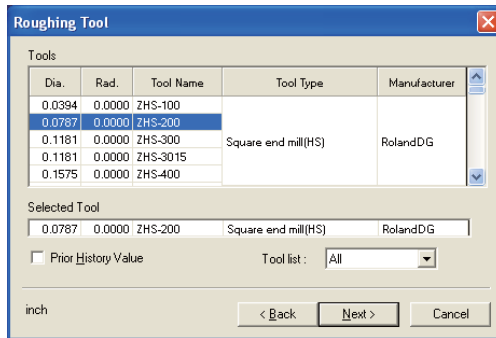 Roughing Tool
Tools
Dia. Rad. Tool Name Tool Type Manufacturer
0.0394 0.0000 ZHS-100
0.0787 0.0000 ZHS-200
0.1181 0.0000 ZHS-300 Square end mill(HS) RolandDG
0.1181 0.0000 ZHS-3015
0.1575 0.0000 ZHS-400
Selected Tool
0.0787 0.0000 ZHS-200 Square end mill(HS) RolandDG
Prior History Value Tool list : All
inch < Back Next > Cancel